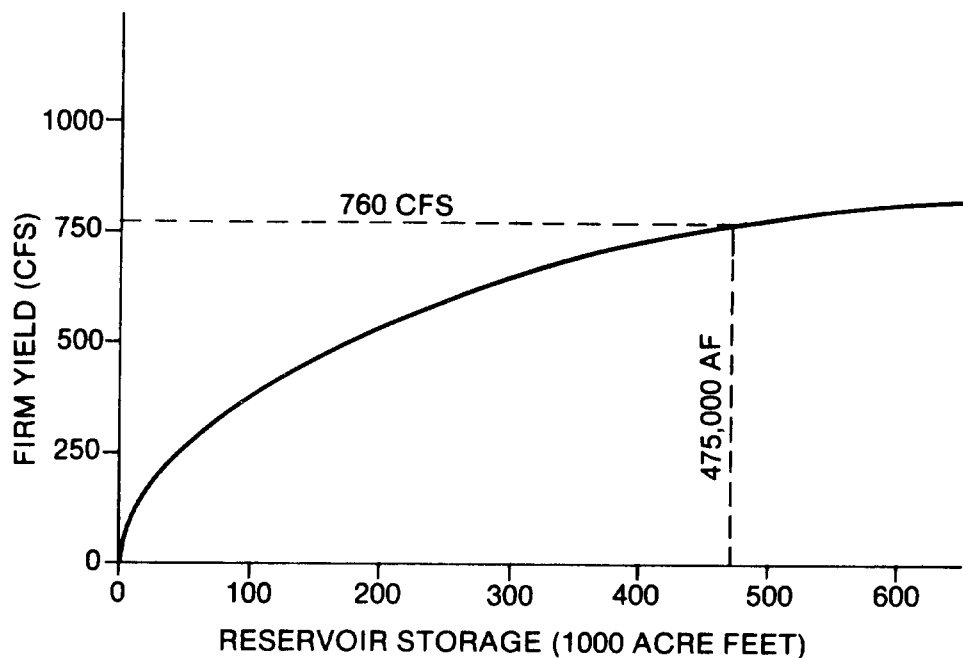 1000
760 CFS
750
500
250
0
FIRM YIELD (CFS)
475,000 AF
0 100 200 300 400 500 600
RESERVOIR STORAGE (1000 ACRE FEET)